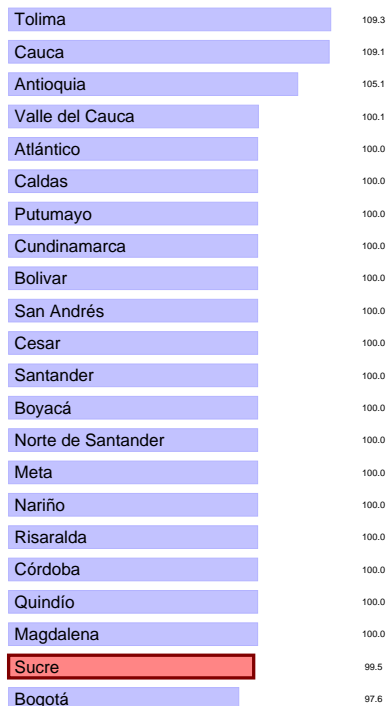 Tolima 109.3
Cauca 109.1
Antioquia 105.1
Valle del Cauca 100.1
Atlántico 100.0
Caldas 100.0
Putumayo 100.0
Cundinamarca 100.0
Bolivar 100.0
San Andrés 100.0
Cesar 100.0
Santander 100.0
Boyacá 100.0
Norte de Santander 100.0
Meta 100.0
Nariño 100.0
Risaralda 100.0
Córdoba 100.0
Quindío 100.0
Magdalena 100.0
Sucre 99.5
Bogotá 97.6